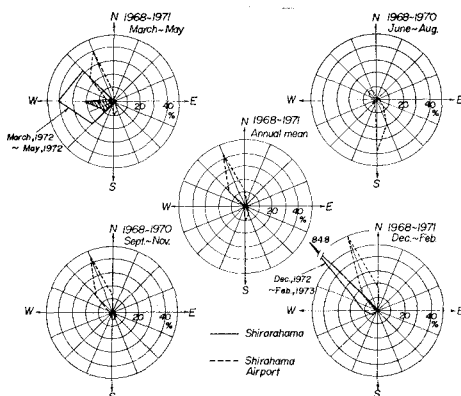 1968~1971
March~May
N
W
E
S
20
40
%
March,1972
~ May,1972
1968~1970
June~Aug.
N
W
E
S
20
40
%
1968~1971
Annual mean
N
W
E
S
20
40
%
1968~1970
Sept.~Nov.
N
W
E
S
20
40
%
1968~1971
Dec.~Feb.
N
W
E
S
20
40
%
84.8
Dec.,1972
~Feb.,1973
Shirarahama
Shirahama
Airport